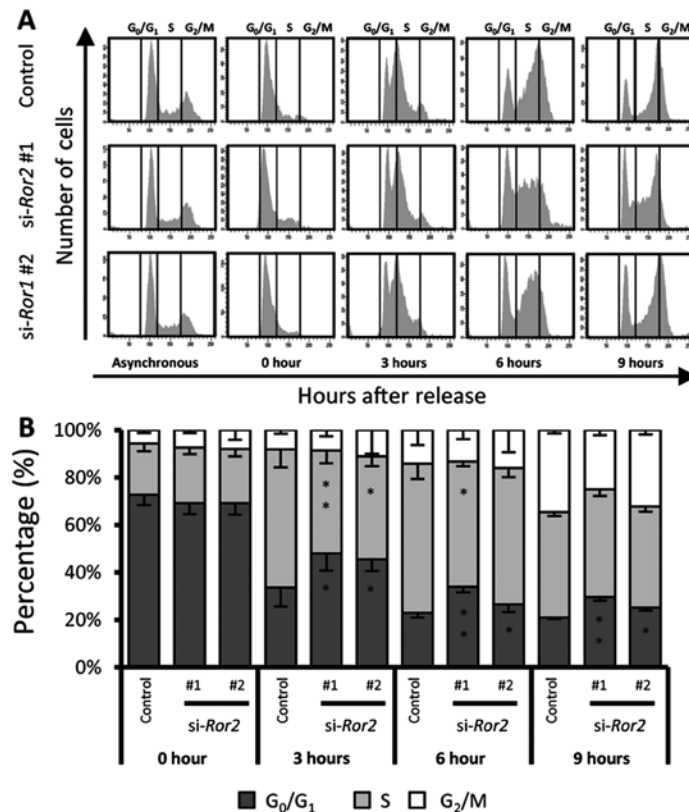 A
G0/G1 S G2/M G0/G1 S G2/M G0/G1 S G2/M G0/G1 S G2/M G0/G1 S G2/M
Number of cells
Control
si-Ror2 #1
si-Ror1 #2
Asynchronous 0 hour 3 hours 6 hours 9 hours
Hours after release
B
Percentage (%)
100%
80%
60%
40%
20%
0%
* * * * * * * * * * * *
Control #1 #2 Control #1 #2 Control #1 #2 Control #1 #2
si-Ror2 si-Ror2 si-Ror2 si-Ror2
0 hour 3 hours 6 hour 9 hours
G0/G1 S G2/M